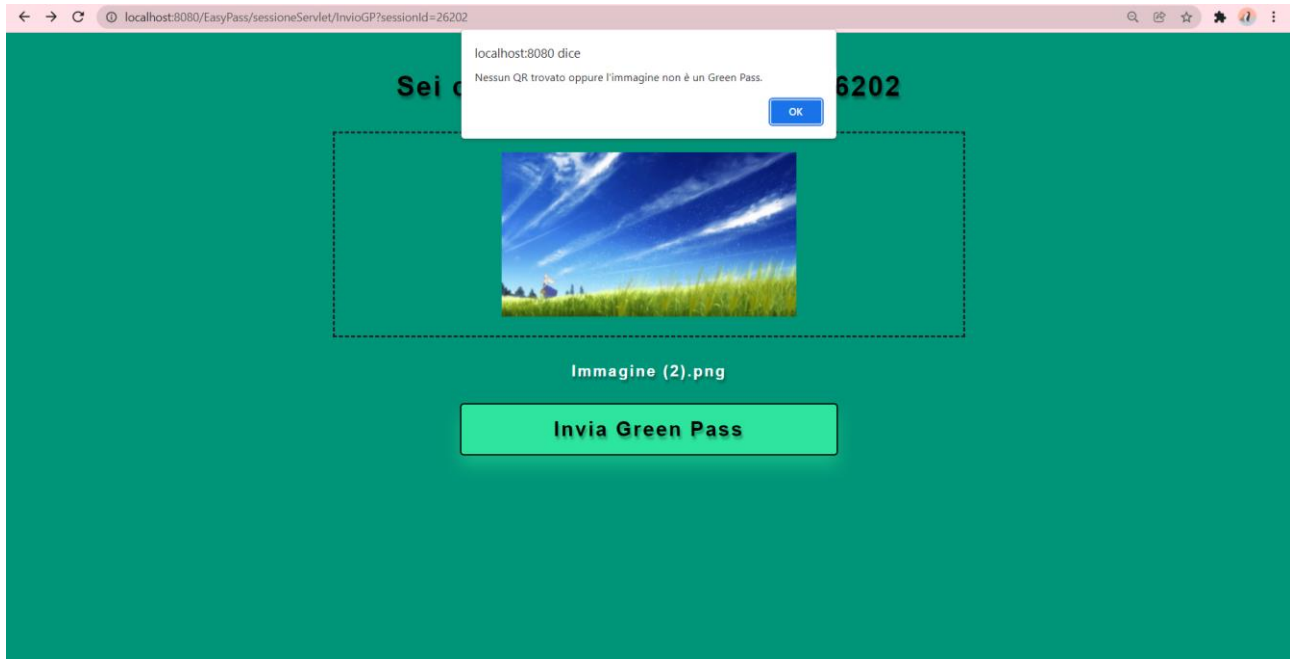 localhost:8080/EasyPass/sessioneServlet/InvioGP?sessionId=26202
localhost:8080 dice
Nessun QR trovato oppure l'immagine non è un Green Pass.
OK
Sei 6202
Immagine (2).png
Invia Green Pass